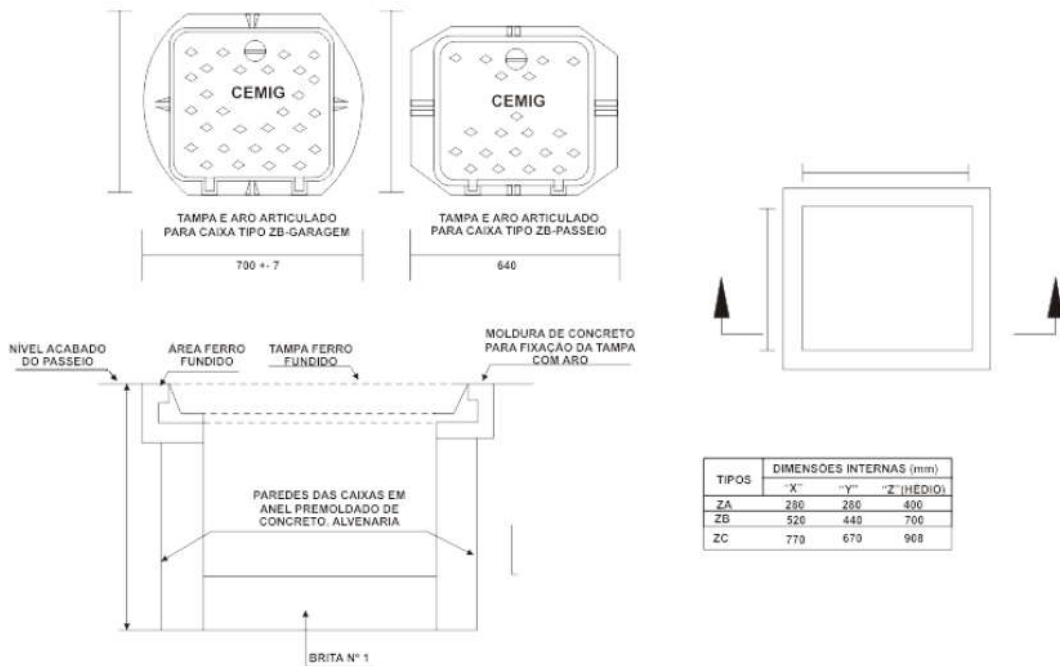 CEMIG
CEMIG
TAMPA E ARO ARTICULADO
PARA CAIXA TIPO ZB-GARAGEM
700 +- 7
TAMPA E ARO ARTICULADO
PARA CAIXA TIPO ZB-PASSEIO
640
NÍVEL ACABADO
DO PASSEIO
ÁREA FERRO
FUNDIDO
TAMPA FERRO
FUNDIDO
MOLDURA DE CONCRETO
PARA FIXAÇÃO DA TAMPA
COM ARO
PAREDES DAS CAIXAS EM
ANEL PREMOLDADO DE
CONCRETO. ALVENARIA
BRITA Nº 1
TIPOS DIMENSÕES INTERNAS (mm)
"X" "Y" "Z"(HÉDIO)
ZA 280 280 400
ZB 520 440 700
ZC 770 670 908